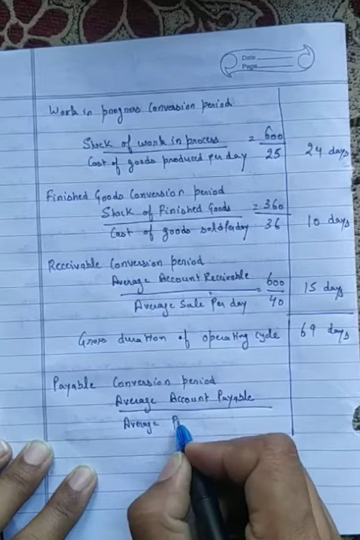 Date
Page
Work in progress Conversion period
Stock of work in process = 600
Cost of goods produced per day 25 24 days
Finished Goods Conversion period
Stock of Finished Goods = 360
Cost of goods sold per day 36 10 days
Receivable Conversion period
Average Account Receivable = 600
Average Sale Per day 40 15 days
Gross duration of operating cycle 69 days
Payable Conversion period
Average Account Payable
Average P